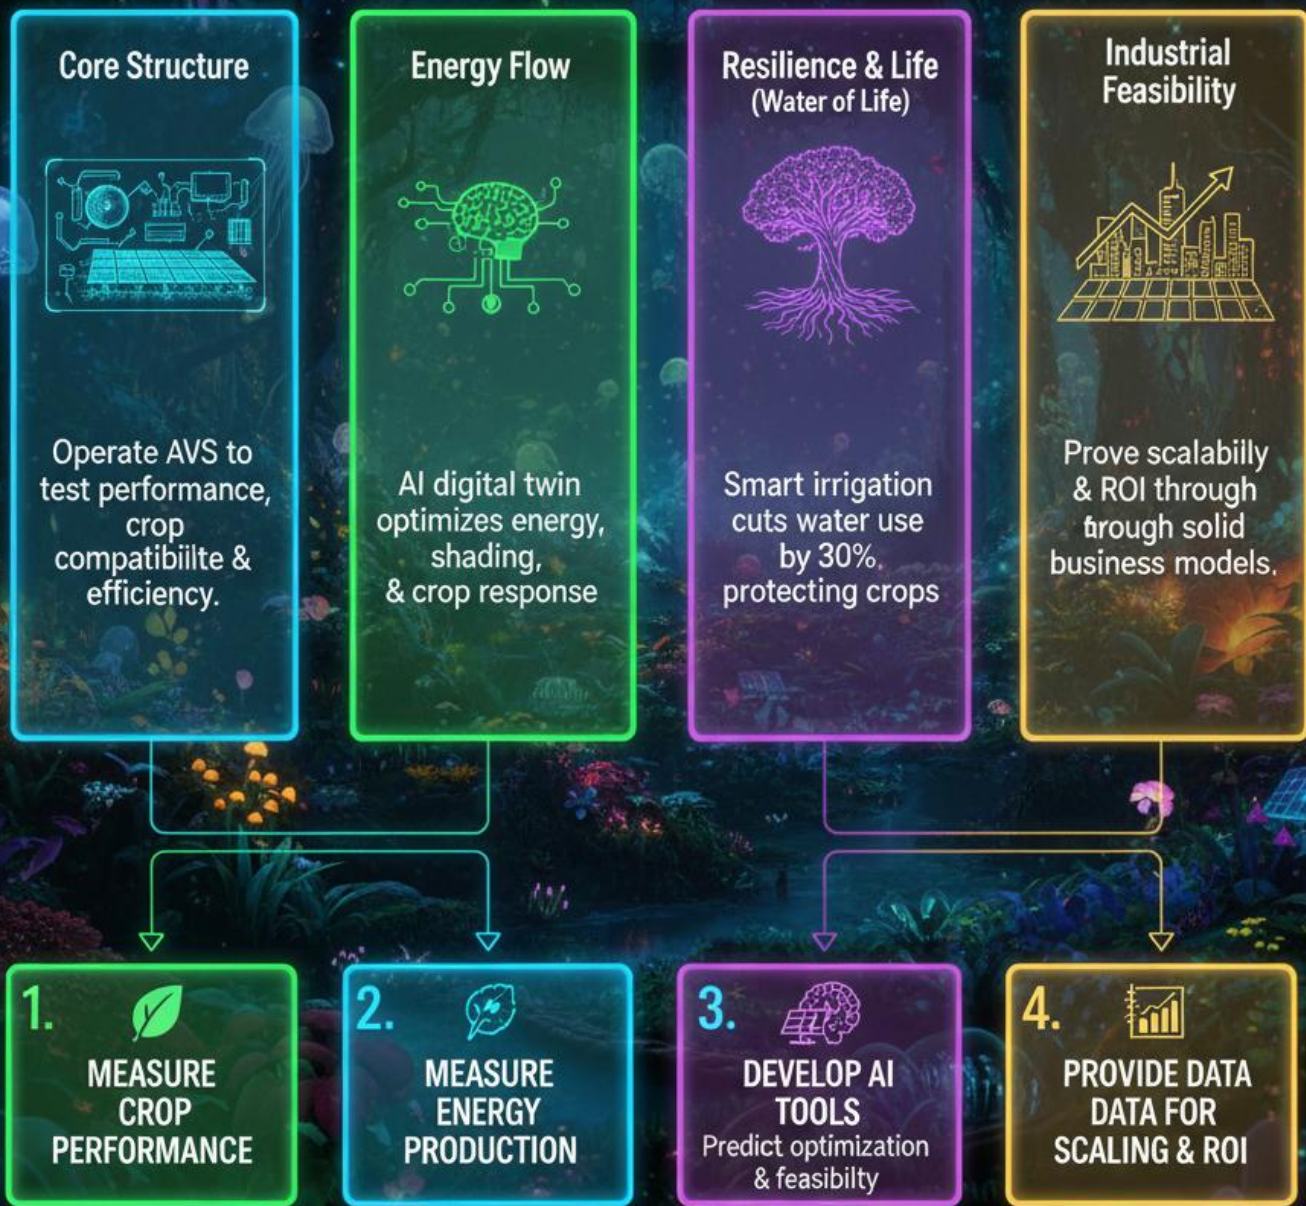 Core Structure
Operate AVS to
test performance,
crop
compatibiilte &
efficiency.
Energy Flow
AI digital twin
optimizes energy,
shading,
& crop response
Resilience & Life
(Water of Life)
Smart irrigation
cuts water use
by 30%.
protecting crops
Industrial
Feasibility
Prove scalabilly
& ROI through
through solid
business models.
1.
MEASURE
CROP
PERFORMANCE
2.
MEASURE
ENERGY
PRODUCTION
3.
DEVELOP AI
TOOLS
Predict optimization
& feasibilty
4.
PROVIDE DATA
DATA FOR
SCALING & ROI